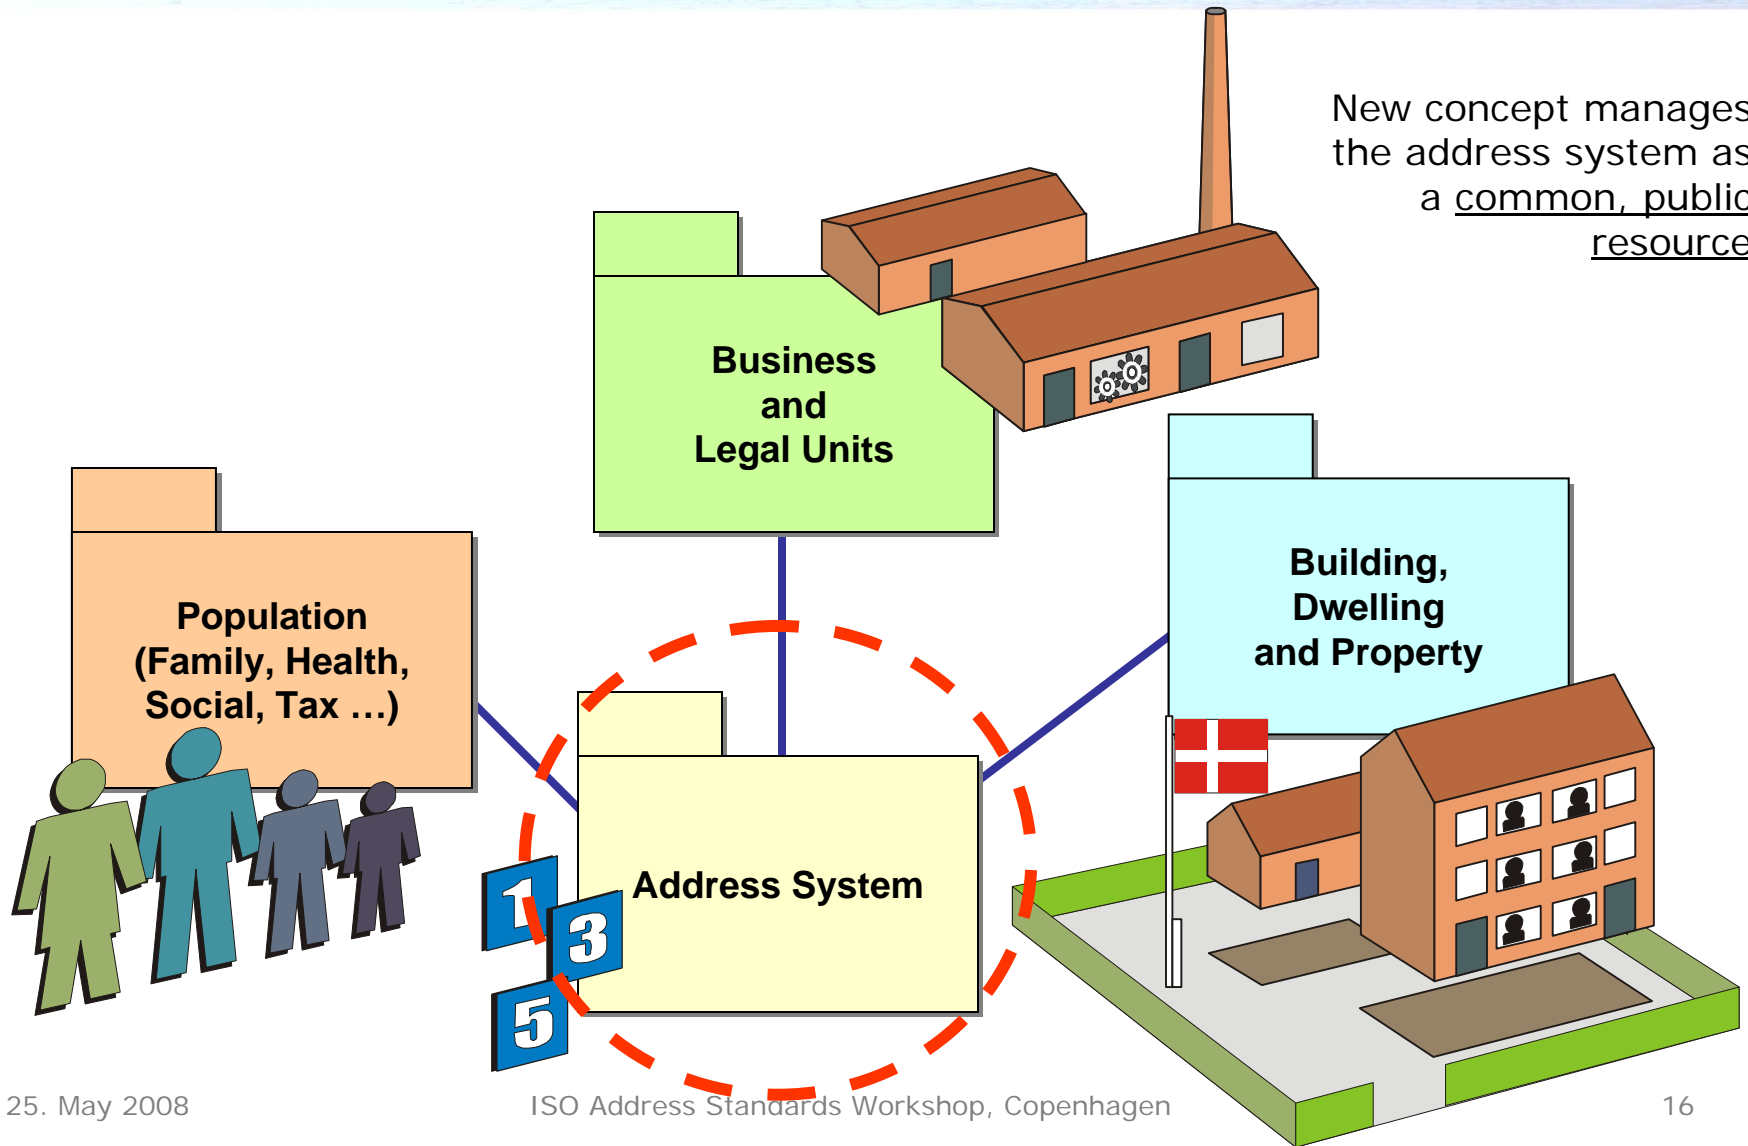 New concept manages
the address system as
a common, public
resource
Business
and
Legal Units
Population
(Family, Health,
Social, Tax …)
Building,
Dwelling
and Property
Address System
1
3
5
25. May 2008
ISO Address Standards Workshop, Copenhagen
16